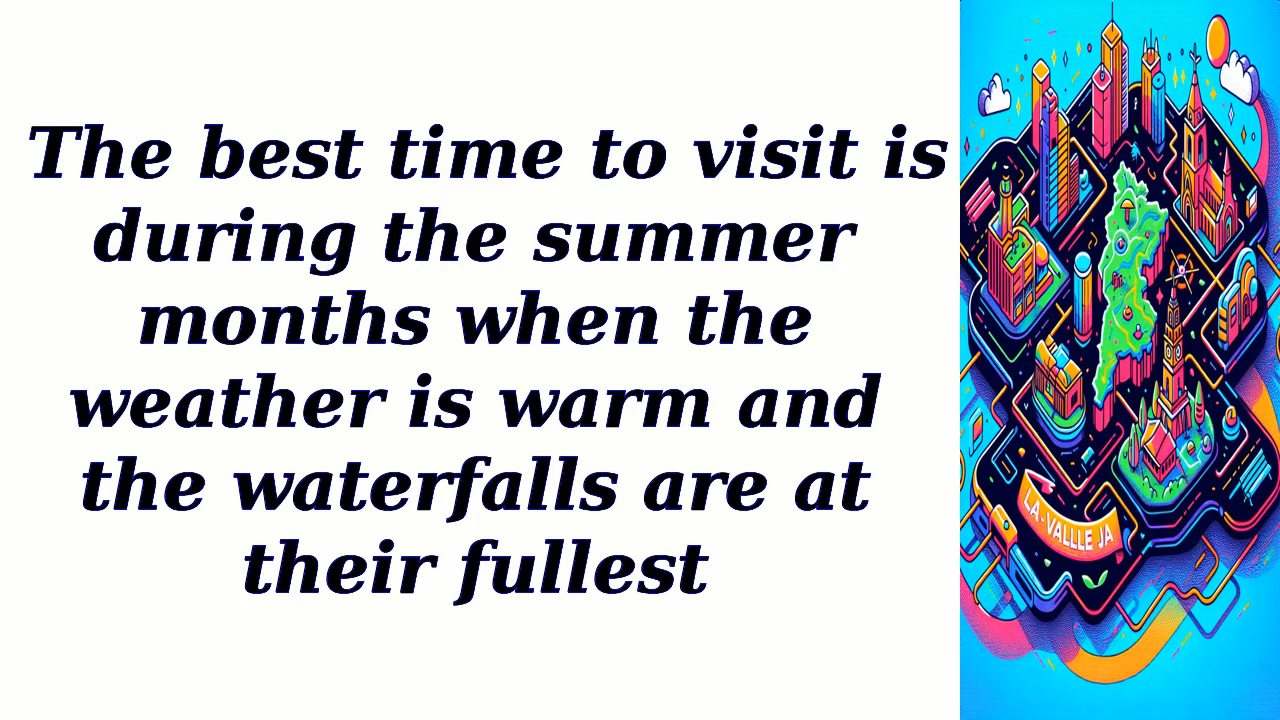 The best time to visit is
during the summer
months when the
weather is warm and
the waterfalls are at
their fullest
LA-VALLLE JA